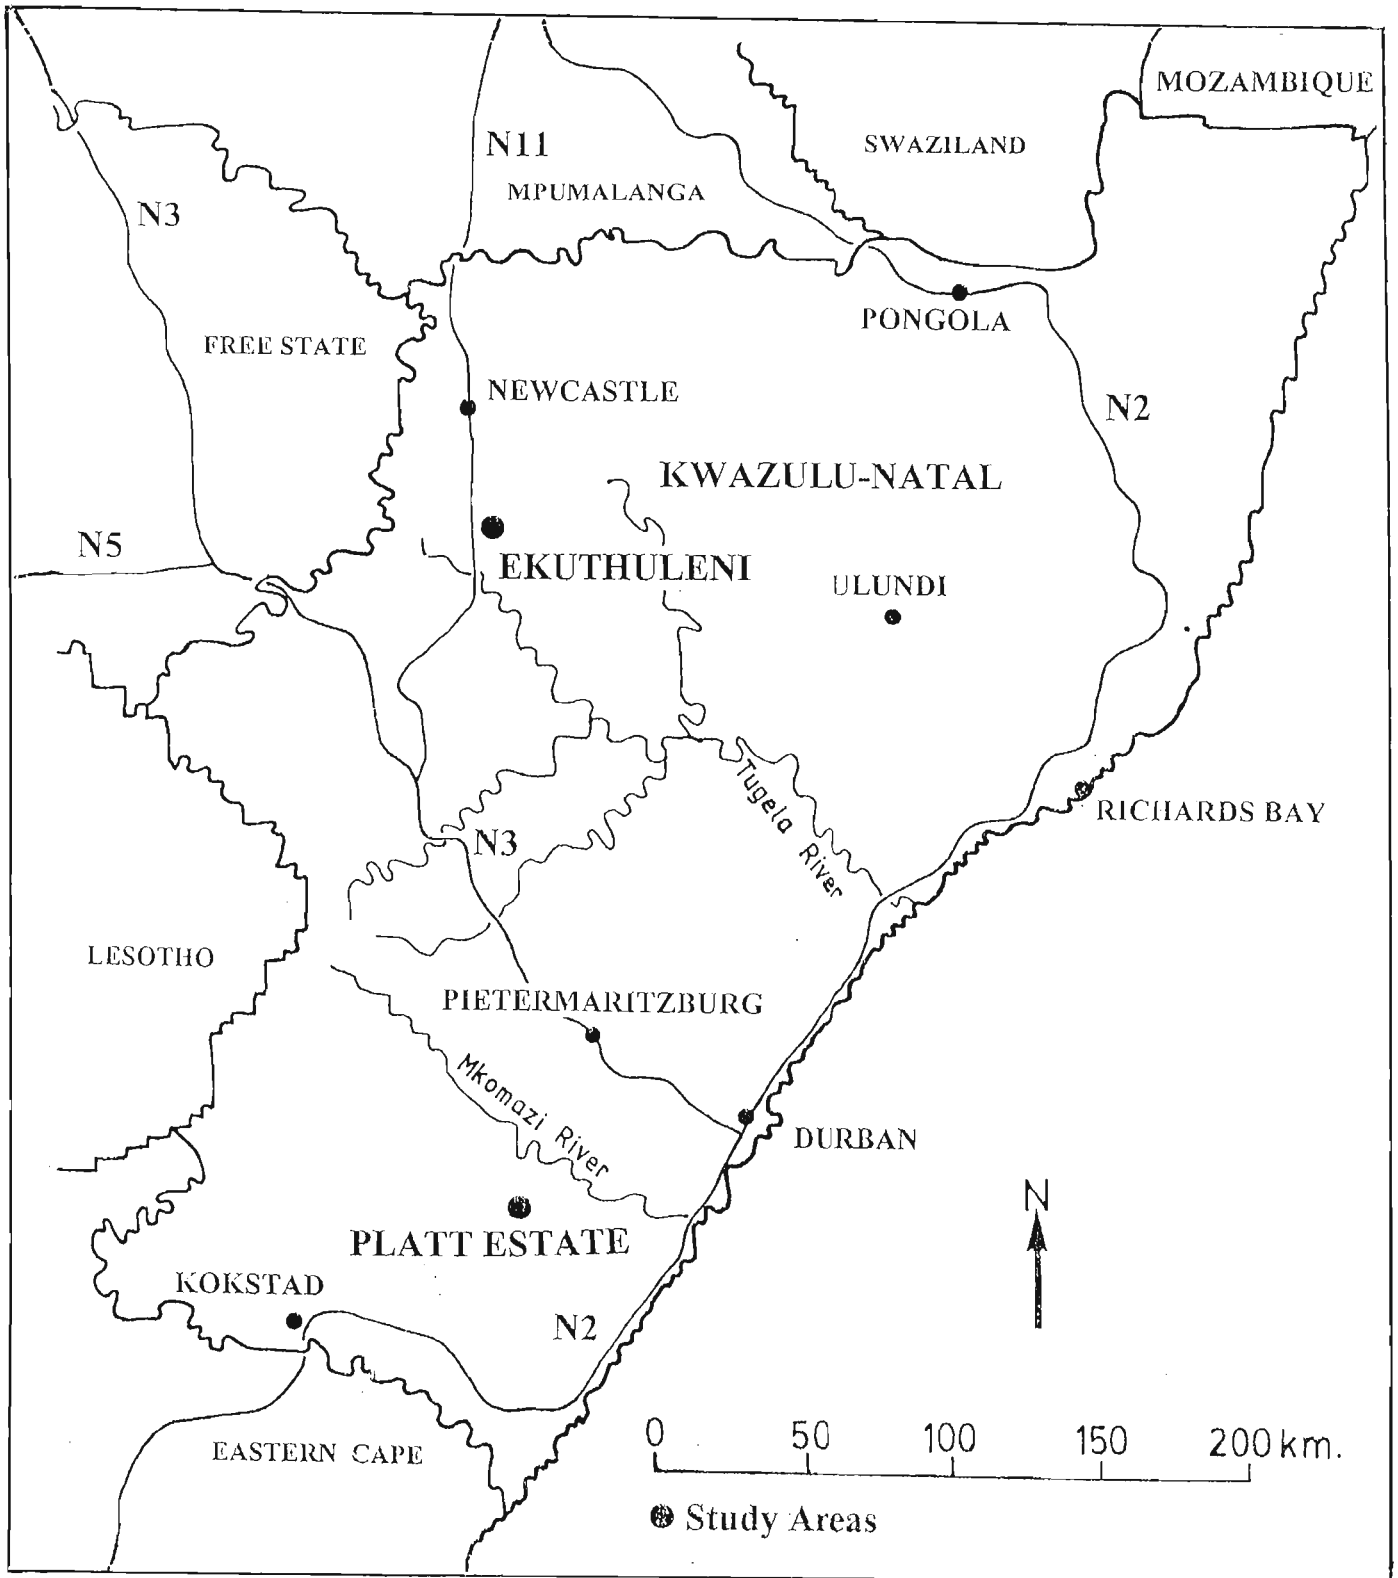 MOZAMBIQUE
N11
SWAZILAND
MPUMALANGA
N3
PONGOLA
FREE STATE
NEWCASTLE
N2
KWAZULU-NATAL
N5
EKUTHULENI
ULUNDI
Tugela River
RICHARDS BAY
N3
LESOTHO
PIETERMARITZBURG
Mkomazi River
DURBAN
N
PLATT ESTATE
KOKSTAD
N2
EASTERN CAPE
0 50 100 150 200 km.
Study Areas